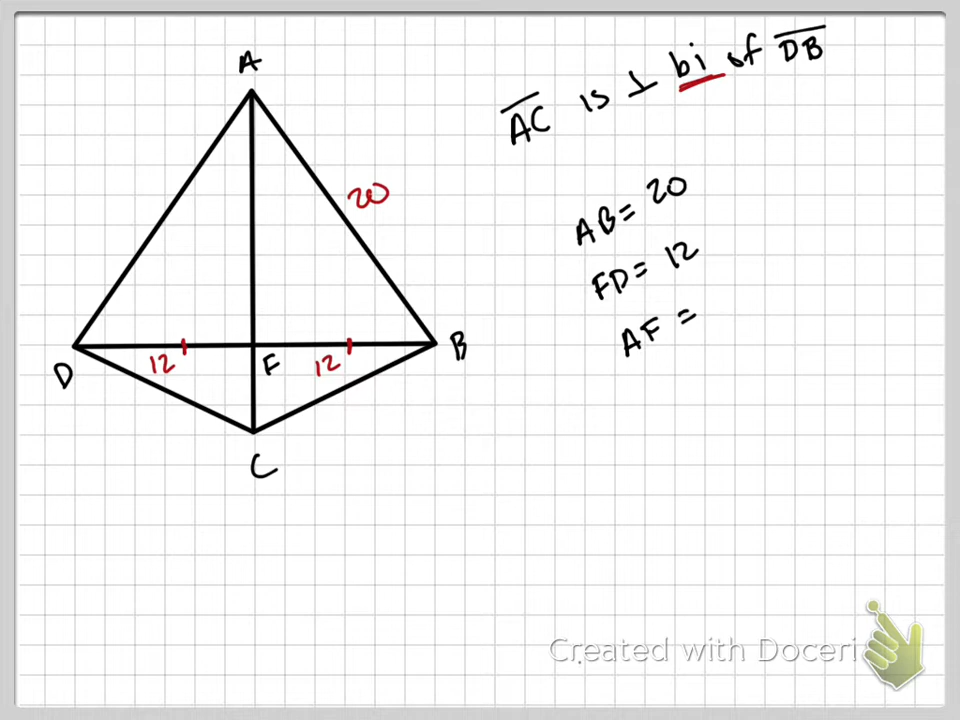 A
AC is ⊥ bi of DB
20
AB = 20
FD = 12
AF =
D 12 F 12 B
C
Created with Doceri